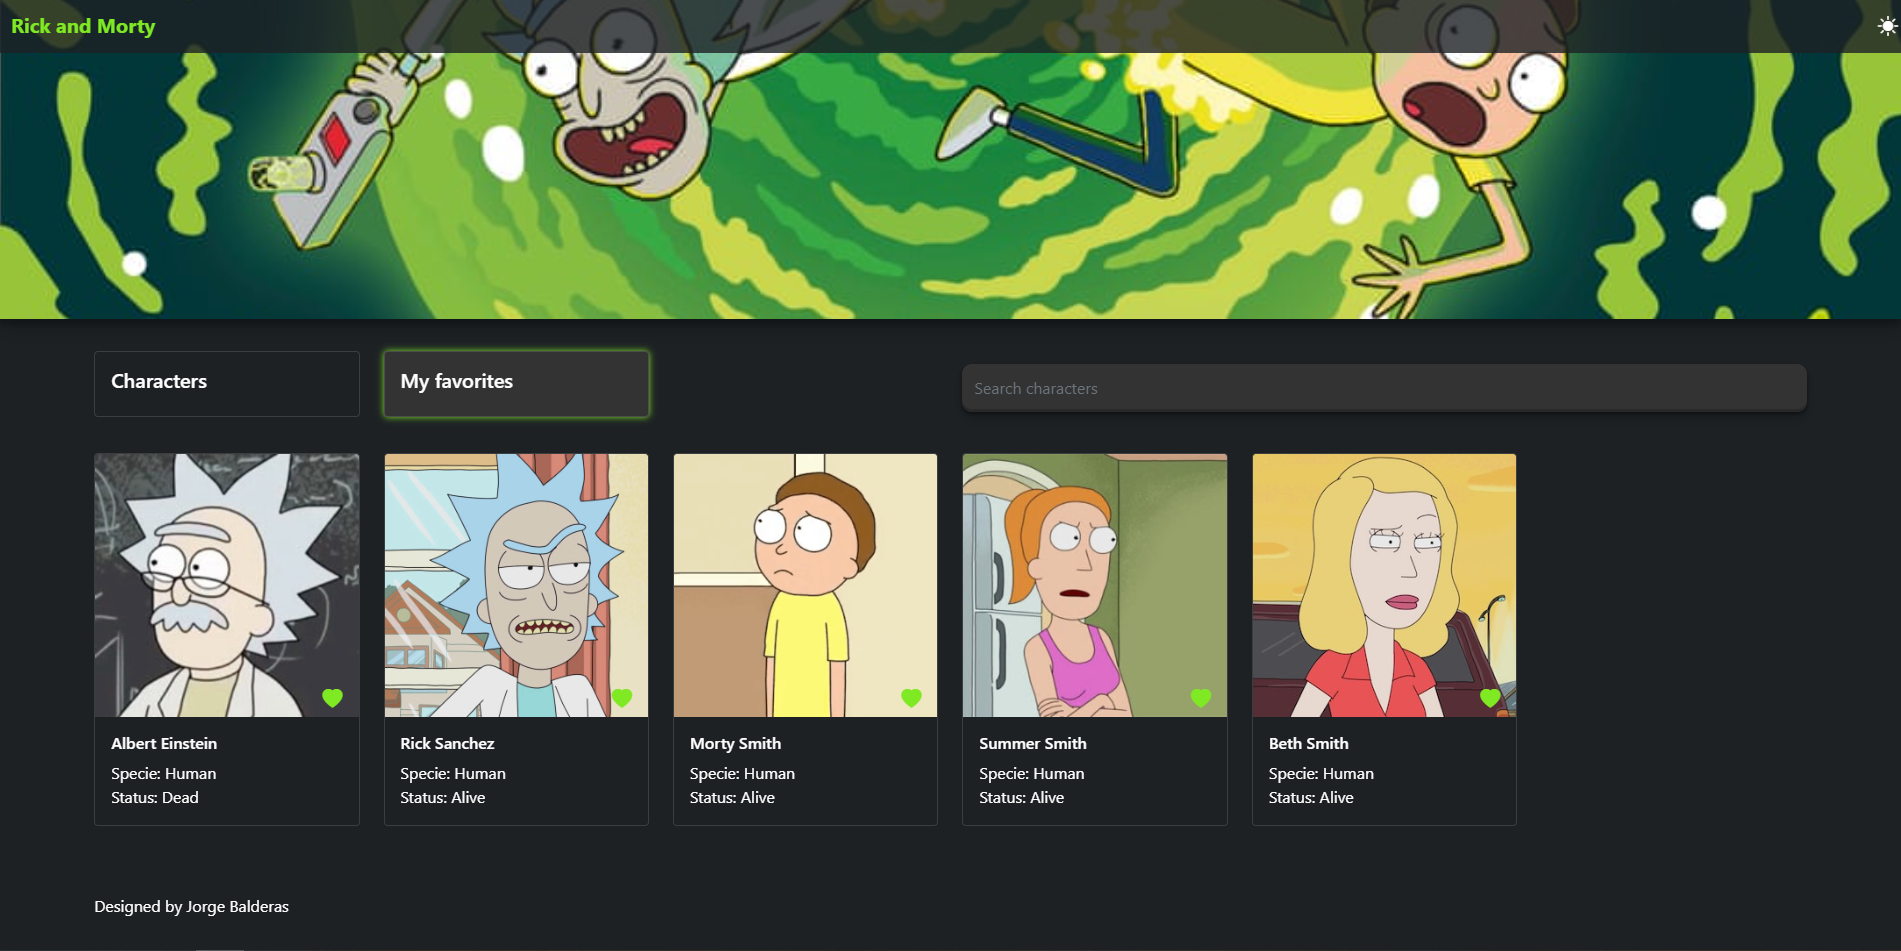 Rick and Morty
Characters
My favorites
Search characters
Albert Einstein
Specie: Human
Status: Dead
Rick Sanchez
Specie: Human
Status: Alive
Morty Smith
Specie: Human
Status: Alive
Summer Smith
Specie: Human
Status: Alive
Beth Smith
Specie: Human
Status: Alive
Designed by Jorge Balderas